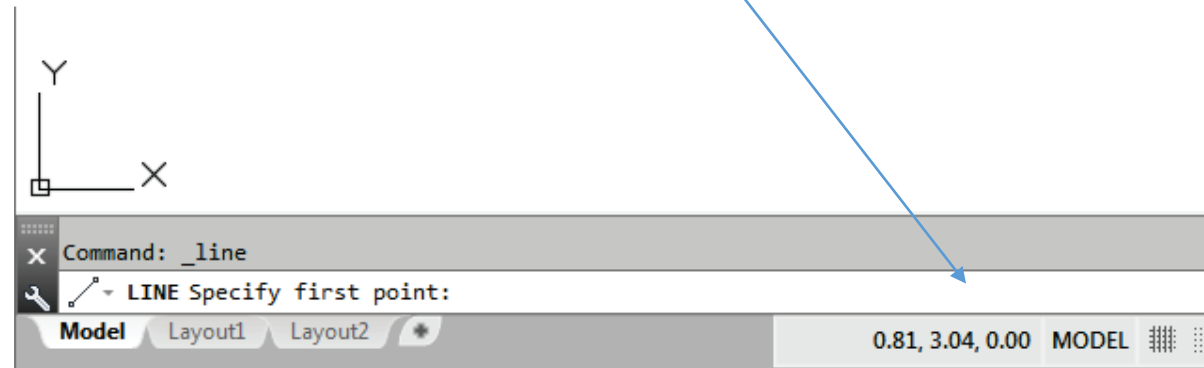 Y
X
Command: _line
LINE Specify first point:
Model Layout1 Layout2 +
0.81, 3.04, 0.00 MODEL